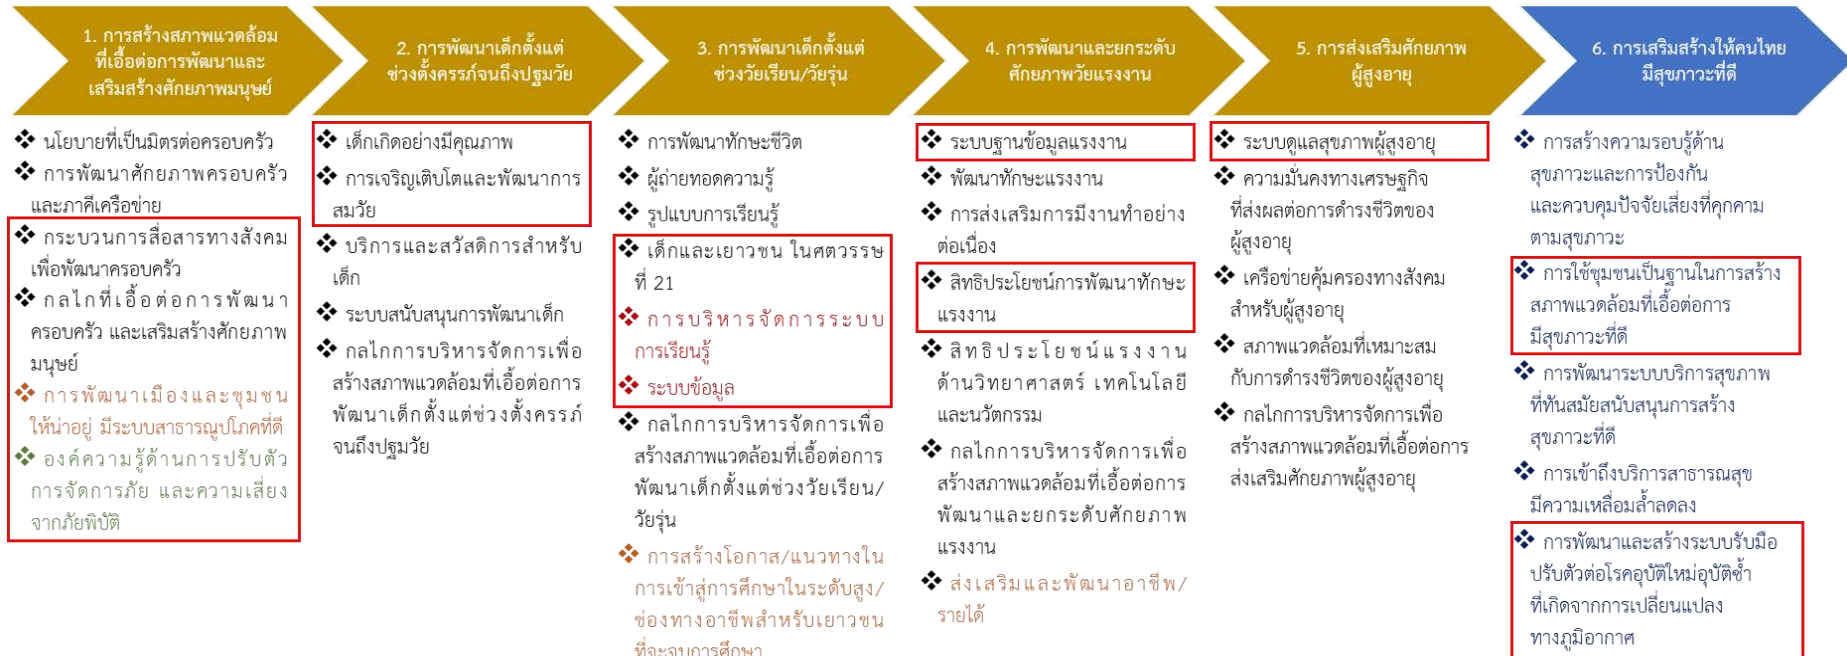 1. การสร้างสภาพแวดล้อม
ที่เอื้อต่อการพัฒนาและ
เสริมสร้างศักยภาพมนุษย์
❖ นโยบายที่เป็นมิตรต่อครอบครัว
❖ การพัฒนาศักยภาพครอบครัว
และภาคีเครือข่าย
❖ กระบวนการสื่อสารทางสังคม
เพื่อพัฒนาครอบครัว
❖ กลไกที่เอื้อต่อการพัฒนา
ครอบครัว และเสริมสร้างศักยภาพ
มนุษย์
❖ การพัฒนาเมืองและชุมชน
ให้น่าอยู่ มีระบบสาธารณูปโภคที่ดี
❖ องค์ความรู้ด้านการปรับตัว
การจัดการภัย และความเสี่ยง
จากภัยพิบัติ
2. การพัฒนาเด็กตั้งแต่
ช่วงตั้งครรภ์จนถึงปฐมวัย
❖ เด็กเกิดอย่างมีคุณภาพ
❖ การเจริญเติบโตและพัฒนาการ
สมวัย
❖ บริการและสวัสดิการสำหรับ
เด็ก
❖ ระบบสนับสนุนการพัฒนาเด็ก
❖ กลไกการบริหารจัดการเพื่อ
สร้างสภาพแวดล้อมที่เอื้อต่อการ
พัฒนาเด็กตั้งแต่ช่วงตั้งครรภ์
จนถึงปฐมวัย
3. การพัฒนาเด็กตั้งแต่
ช่วงวัยเรียน/วัยรุ่น
❖ การพัฒนาทักษะชีวิต
❖ ผู้ถ่ายทอดความรู้
❖ รูปแบบการเรียนรู้
❖ เด็กและเยาวชน ในศตวรรษ
ที่ 21
❖ การบริหารจัดการระบบ
การเรียนรู้
❖ ระบบข้อมูล
❖ กลไกการบริหารจัดการเพื่อ
สร้างสภาพแวดล้อมที่เอื้อต่อการ
พัฒนาเด็กตั้งแต่ช่วงวัยเรียน/
วัยรุ่น
❖ การสร้างโอกาส/แนวทางใน
การเข้าสู่การศึกษาในระดับสูง/
ช่องทางอาชีพสำหรับเยาวชน
ที่จะจบการศึกษา
4. การพัฒนาและยกระดับ
ศักยภาพวัยแรงงาน
❖ ระบบฐานข้อมูลแรงงาน
❖ พัฒนาทักษะแรงงาน
❖ การส่งเสริมการมีงานทำอย่าง
ต่อเนื่อง
❖ สิทธิประโยชน์การพัฒนาทักษะ
แรงงาน
❖ สิทธิประโยชน์แรงงาน
ด้านวิทยาศาสตร์ เทคโนโลยี
และนวัตกรรม
❖ กลไกการบริหารจัดการเพื่อ
สร้างสภาพแวดล้อมที่เอื้อต่อการ
พัฒนาและยกระดับศักยภาพ
แรงงาน
❖ ส่งเสริมและพัฒนาอาชีพ/
รายได้
5. การส่งเสริมศักยภาพ
ผู้สูงอายุ
❖ ระบบดูแลสุขภาพผู้สูงอายุ
❖ ความมั่นคงทางเศรษฐกิจ
ที่ส่งผลต่อการดำรงชีวิตของ
ผู้สูงอายุ
❖ เครือข่ายคุ้มครองทางสังคม
สำหรับผู้สูงอายุ
❖ สภาพแวดล้อมที่เหมาะสม
กับการดำรงชีวิตของผู้สูงอายุ
❖ กลไกการบริหารจัดการเพื่อ
สร้างสภาพแวดล้อมที่เอื้อต่อการ
ส่งเสริมศักยภาพผู้สูงอายุ
6. การเสริมสร้างให้คนไทย
มีสุขภาวะที่ดี
❖ การสร้างความรอบรู้ด้าน
สุขภาวะและการป้องกัน
และควบคุมปัจจัยเสี่ยงที่คุกคาม
ตามสุขภาวะ
❖ การใช้ชุมชนเป็นฐานในการสร้าง
สภาพแวดล้อมที่เอื้อต่อการ
มีสุขภาวะที่ดี
❖ การพัฒนาระบบบริการสุขภาพ
ที่ทันสมัยสนับสนุนการสร้าง
สุขภาวะที่ดี
❖ การเข้าถึงบริการสาธารณสุข
มีความเหลื่อมล้ำลดลง
❖ การพัฒนาและสร้างระบบรับมือ
ปรับตัวต่อโรคอุบัติใหม่อุบัติซ้ำ
ที่เกิดจากการเปลี่ยนแปลง
ทางภูมิอากาศ